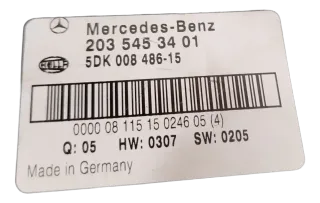 Mercedes-Benz
203 545 34 01
HELLA
5DK 008 486-15
0000 08 115 15 0246 05 (4)
Q: 05 HW: 0307 SW: 0205
Made in Germany